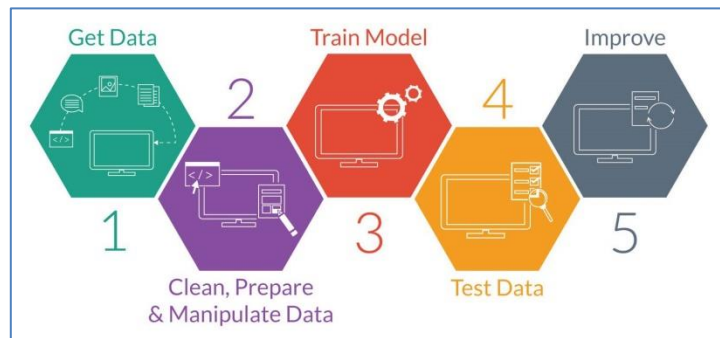 Get Data
1
2
Clean, Prepare
& Manipulate Data
Train Model
3
4
Test Data
Improve
5
</>
</>